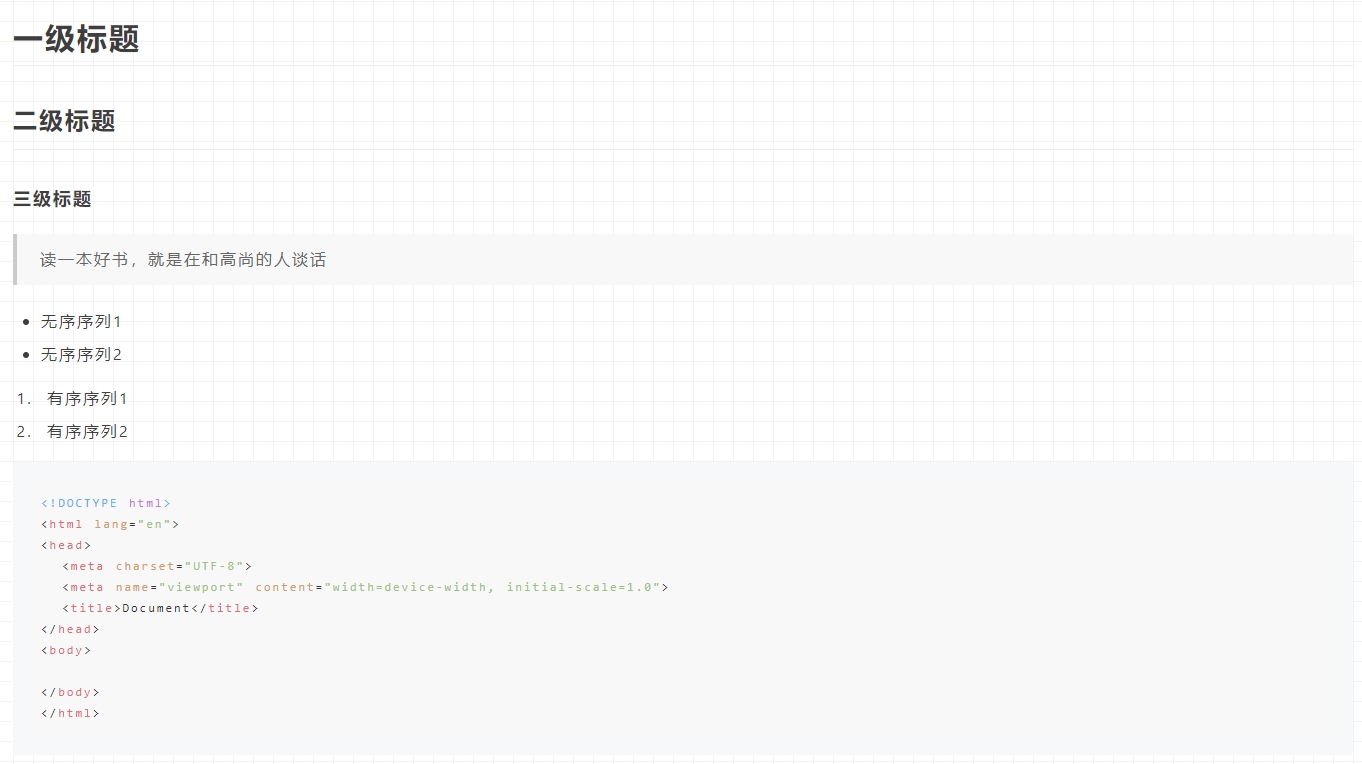 一级标题
二级标题
三级标题
读一本好书，就是在和高尚的人谈话
• 无序序列1
• 无序序列2
1. 有序序列1
2. 有序序列2
<!DOCTYPE html>
<html lang="en">
<head>
  <meta charset="UTF-8">
  <meta name="viewport" content="width=device-width, initial-scale=1.0">
  <title>Document</title>
</head>
<body>
</body>
</html>